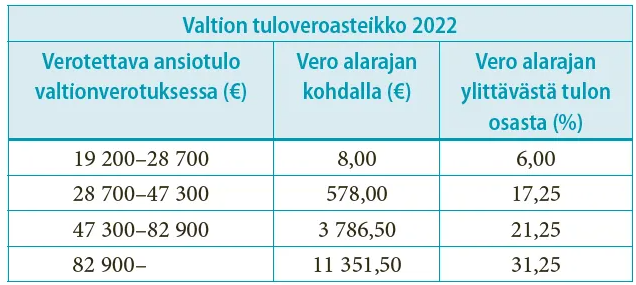 Valtion tuloveroasteikko 2022
Verotettava ansiotulo valtionverotuksessa (€) Vero alarajan kohdalla (€) Vero alarajan ylittävästä tulon osasta (%)
19 200–28 700 8,00 6,00
28 700–47 300 578,00 17,25
47 300–82 900 3 786,50 21,25
82 900– 11 351,50 31,25